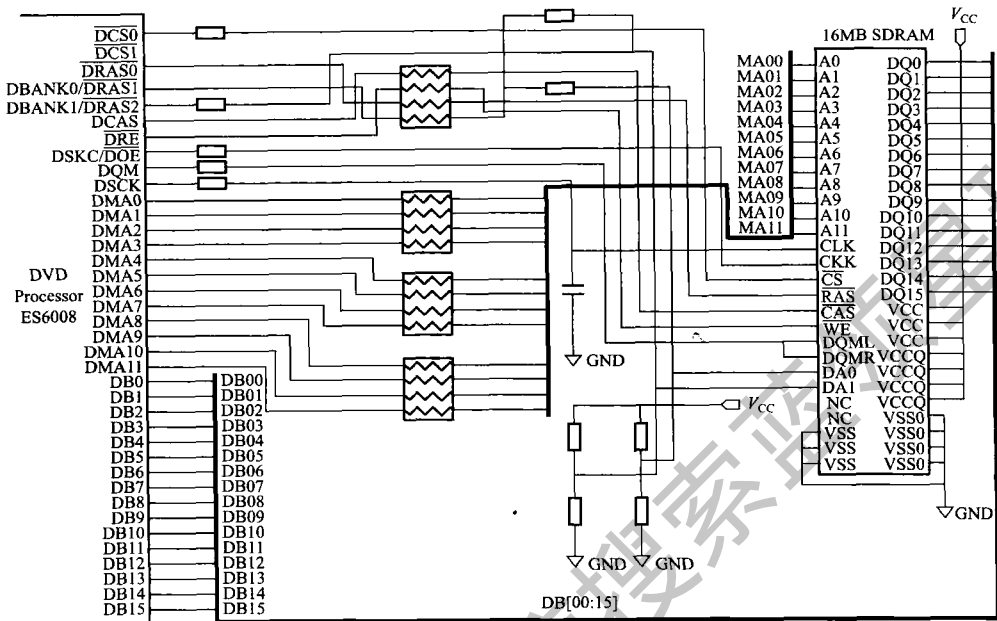 DCS0
DCS1
DRAS0
DBANK0/DRAS1
DBANK1/DRAS2
DCAS
DRE
DSKC/DOE
DQM
DSCK
DMA0
DMA1
DMA2
DMA3
DMA4
DMA5
DMA6
DMA7
DMA8
DMA9
DMA10
DMA11
DB0
DB1
DB2
DB3
DB4
DB5
DB6
DB7
DB8
DB9
DB10
DB11
DB12
DB13
DB14
DB15
DVD
Processor
ES6008
DB00
DB01
DB02
DB03
DB04
DB05
DB06
DB07
DB08
DB09
DB10
DB11
DB12
DB13
DB14
DB15
DB[00:15]
GND
VCC
GND
GND
VCC
16MB SDRAM
MA00
MA01
MA02
MA03
MA04
MA05
MA06
MA07
MA08
MA09
MA10
MA11
A0
A1
A2
A3
A4
A5
A6
A7
A8
A9
A10
A11
CLK
CKK
CS
RAS
CAS
WE
DQML
DQMR
DA0
DA1
NC
NC
VSS
VSS
VSS
DQ0
DQ1
DQ2
DQ3
DQ4
DQ5
DQ6
DQ7
DQ8
DQ9
DQ10
DQ11
DQ12
DQ13
DQ14
DQ15
VCC
VCC
VCC
VCCQ
VCCQ
VCCQ
VCCQ
VSS0
VSS0
VSS0
VSS0
GND
搜索蓝领星